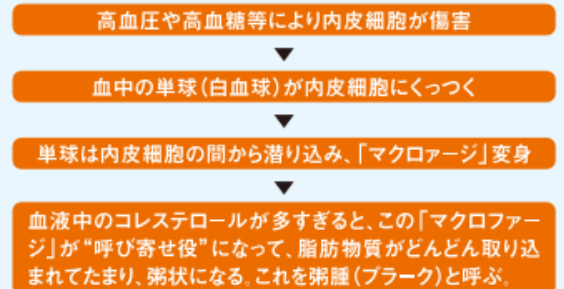 高血圧や高血糖等により内皮細胞が傷害
▼
血中の単球(白血球)が内皮細胞にくっつく
▼
単球は内皮細胞の間から潜り込み、「マクロァージ」変身
▼
血液中のコレステロールが多すぎると、この「マクロファー
ジ」が“呼び寄せ役”になって、脂肪物質がどんどん取り込
まれてたまり、粥状になる。これを粥腫(プラーク)と呼ぶ。